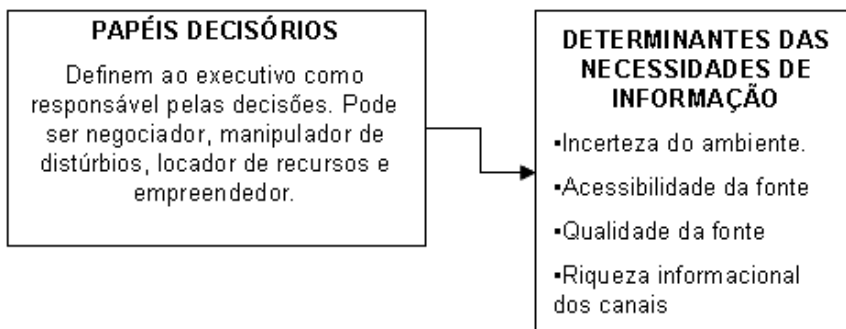 PAPÉIS DECISÓRIOS
Definem ao executivo como
responsável pelas decisões. Pode
ser negociador, manipulador de
distúrbios, locador de recursos e
empreendedor.
DETERMINANTES DAS
NECESSIDADES DE
INFORMAÇÃO
▪Incerteza do ambiente.
▪Acessibilidade da fonte
▪Qualidade da fonte
▪Riqueza informacional
dos canais